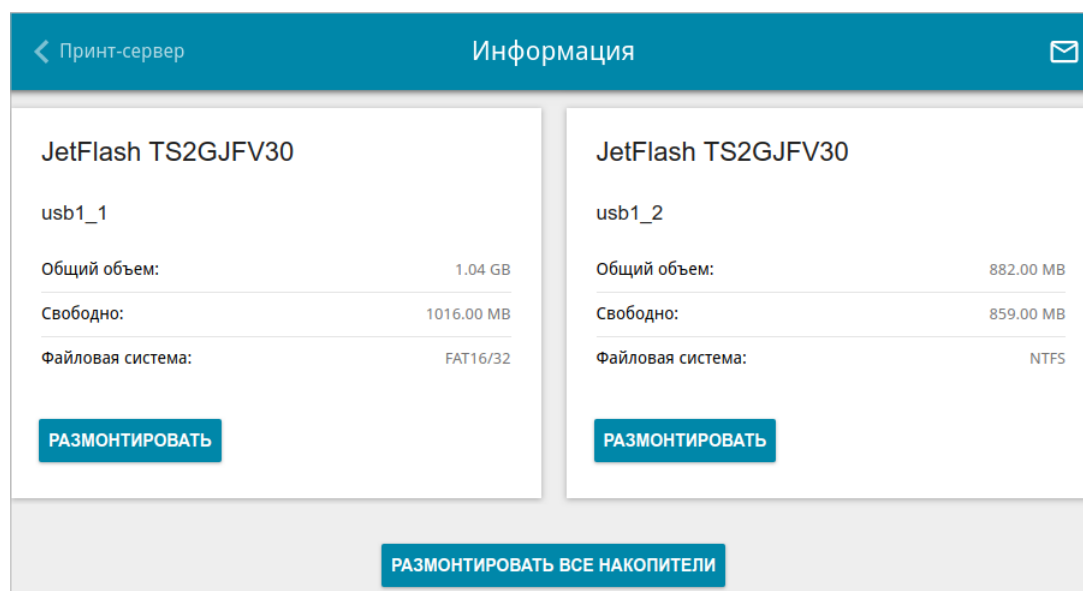 Принт-сервер
Информация
JetFlash TS2GJFV30
usb1_1
Общий объем: 1.04 GB
Свободно: 1016.00 MB
Файловая система: FAT16/32
РАЗМОНТИРОВАТЬ
JetFlash TS2GJFV30
usb1_2
Общий объем: 882.00 MB
Свободно: 859.00 MB
Файловая система: NTFS
РАЗМОНТИРОВАТЬ
РАЗМОНТИРОВАТЬ ВСЕ НАКОПИТЕЛИ